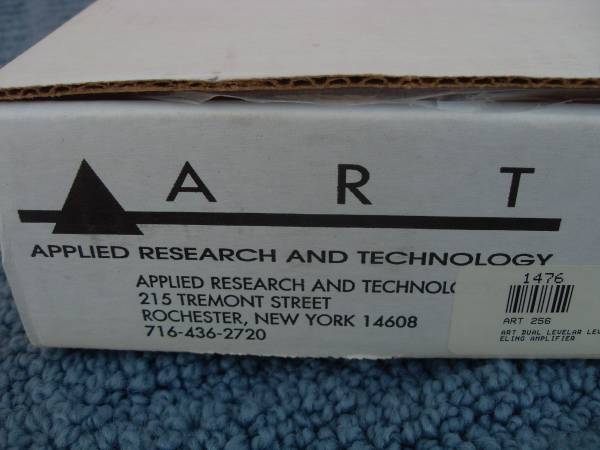 A R T
APPLIED RESEARCH AND TECHNOLOGY
APPLIED RESEARCH AND
215 TREMONT STREET
ROCHESTER, NEW YORK 14608
716-436-2720
1476
ART 256
ART DUAL LEVELAR LEV
ELING AMPLIFIER